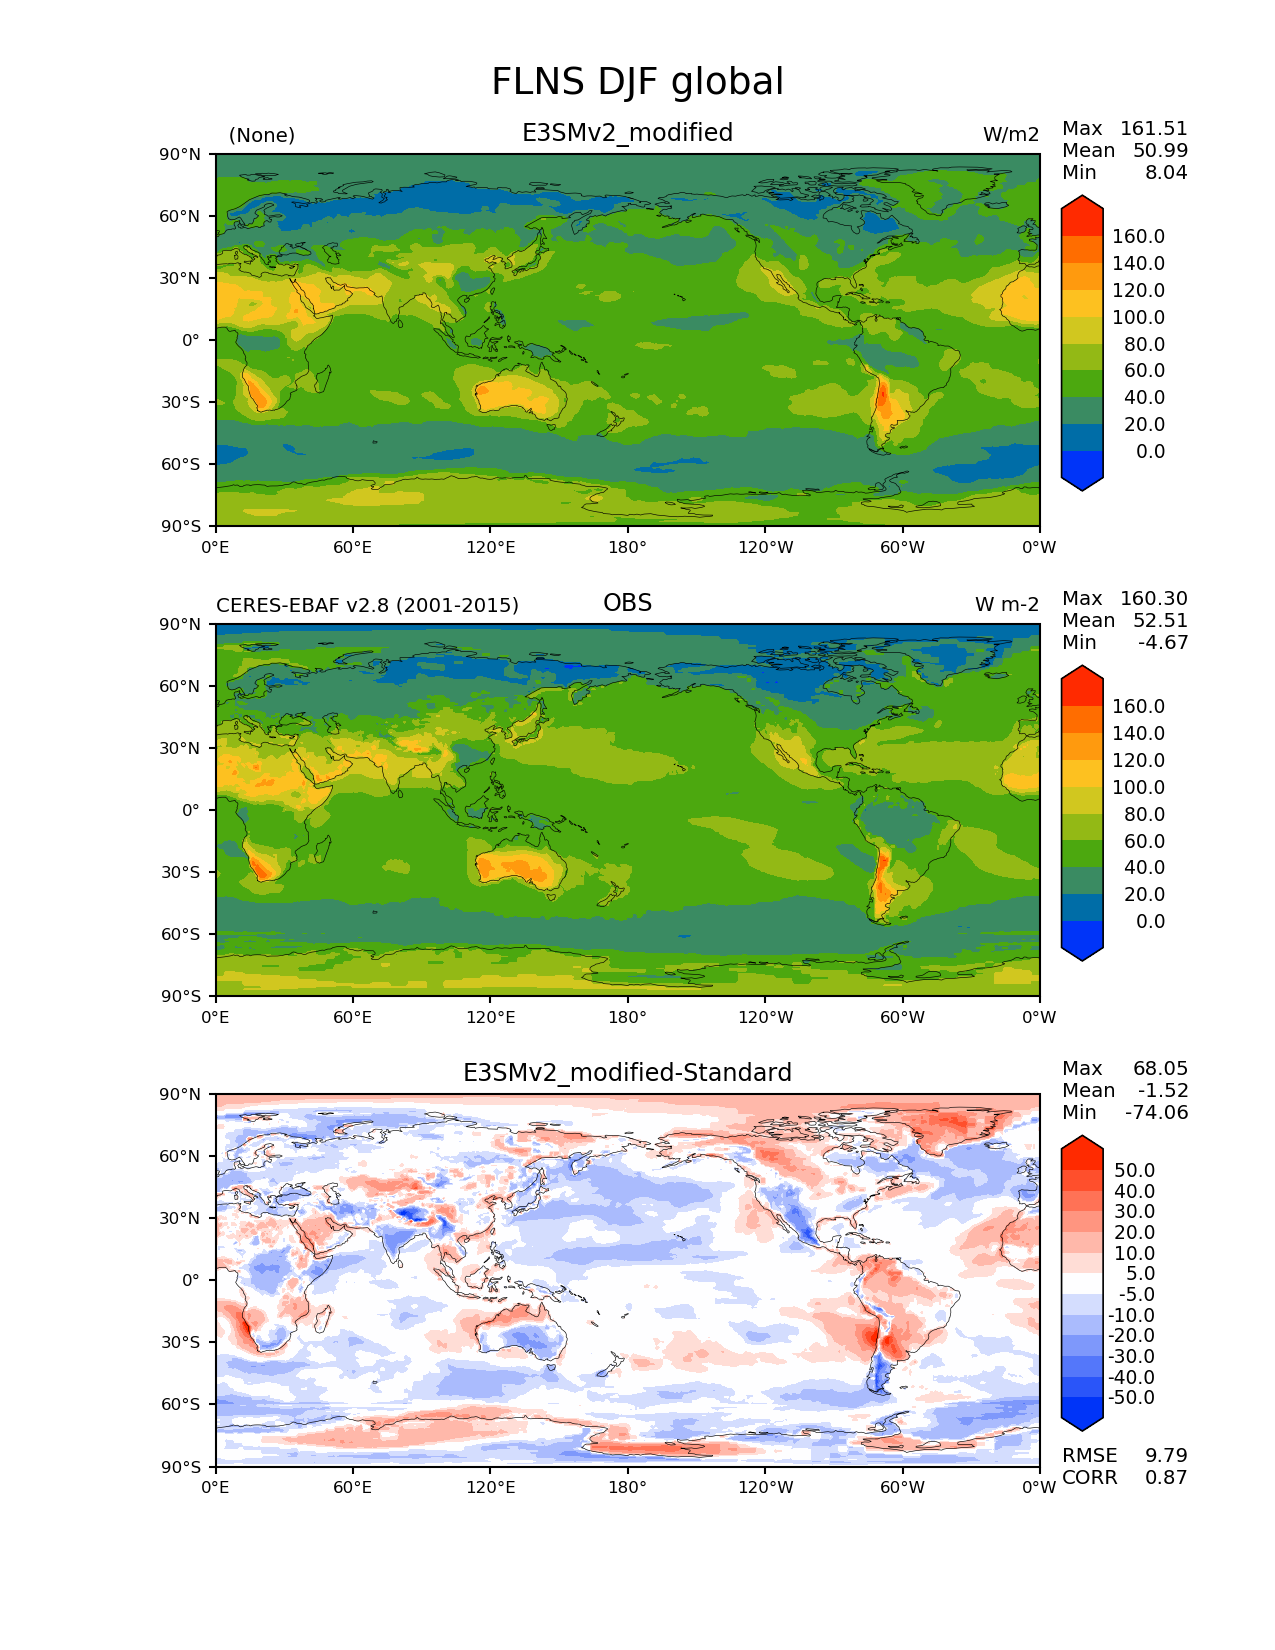 FLNS DJF global
(None) E3SMv2_modified W/m2
Max 161.51
Mean 50.99
Min 8.04
90°N
60°N
30°N
0°
30°S
60°S
90°S
0°E 60°E 120°E 180° 120°W 60°W 0°W
160.0
140.0
120.0
100.0
80.0
60.0
40.0
20.0
0.0
CERES-EBAF v2.8 (2001-2015) OBS W m-2
Max 160.30
Mean 52.51
Min -4.67
90°N
60°N
30°N
0°
30°S
60°S
90°S
0°E 60°E 120°E 180° 120°W 60°W 0°W
160.0
140.0
120.0
100.0
80.0
60.0
40.0
20.0
0.0
E3SMv2_modified-Standard
Max 68.05
Mean -1.52
Min -74.06
90°N
60°N
30°N
0°
30°S
60°S
90°S
0°E 60°E 120°E 180° 120°W 60°W 0°W
50.0
40.0
30.0
20.0
10.0
5.0
-5.0
-10.0
-20.0
-30.0
-40.0
-50.0
RMSE 9.79
CORR 0.87